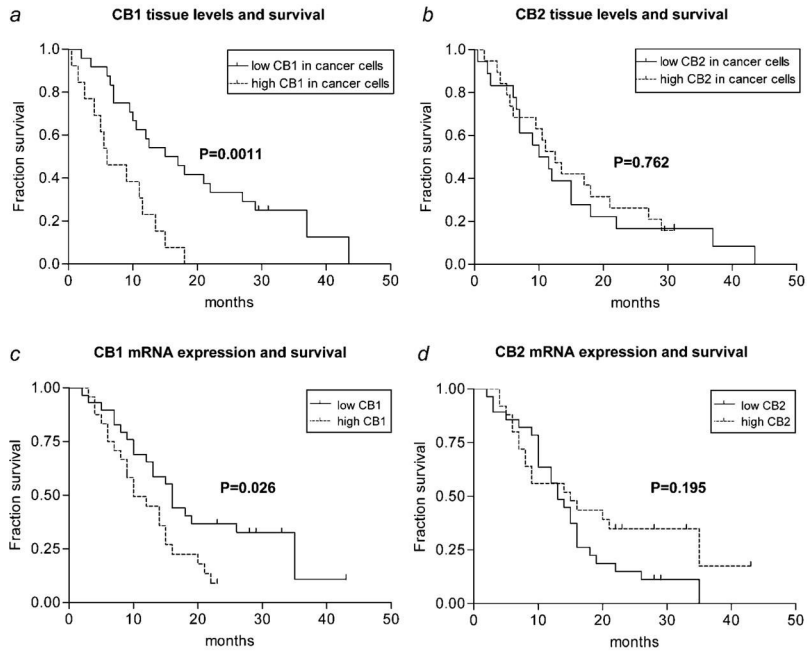 a
CB1 tissue levels and survival
1.0
0.8
0.6
0.4
0.2
0.0
Fraction survival
low CB1 in cancer cells
high CB1 in cancer cells
P=0.0011
0 10 20 30 40 50
months
b
CB2 tissue levels and survival
1.0
0.8
0.6
0.4
0.2
0.0
Fraction survival
low CB2 in cancer cells
high CB2 in cancer cells
P=0.762
0 10 20 30 40 50
months
c
CB1 mRNA expression and survival
1.00
0.75
0.50
0.25
0.00
Fraction survival
low CB1
high CB1
P=0.026
0 10 20 30 40 50
months
d
CB2 mRNA expression and survival
1.00
0.75
0.50
0.25
0.00
Fraction survival
low CB2
high CB2
P=0.195
0 10 20 30 40 50
months